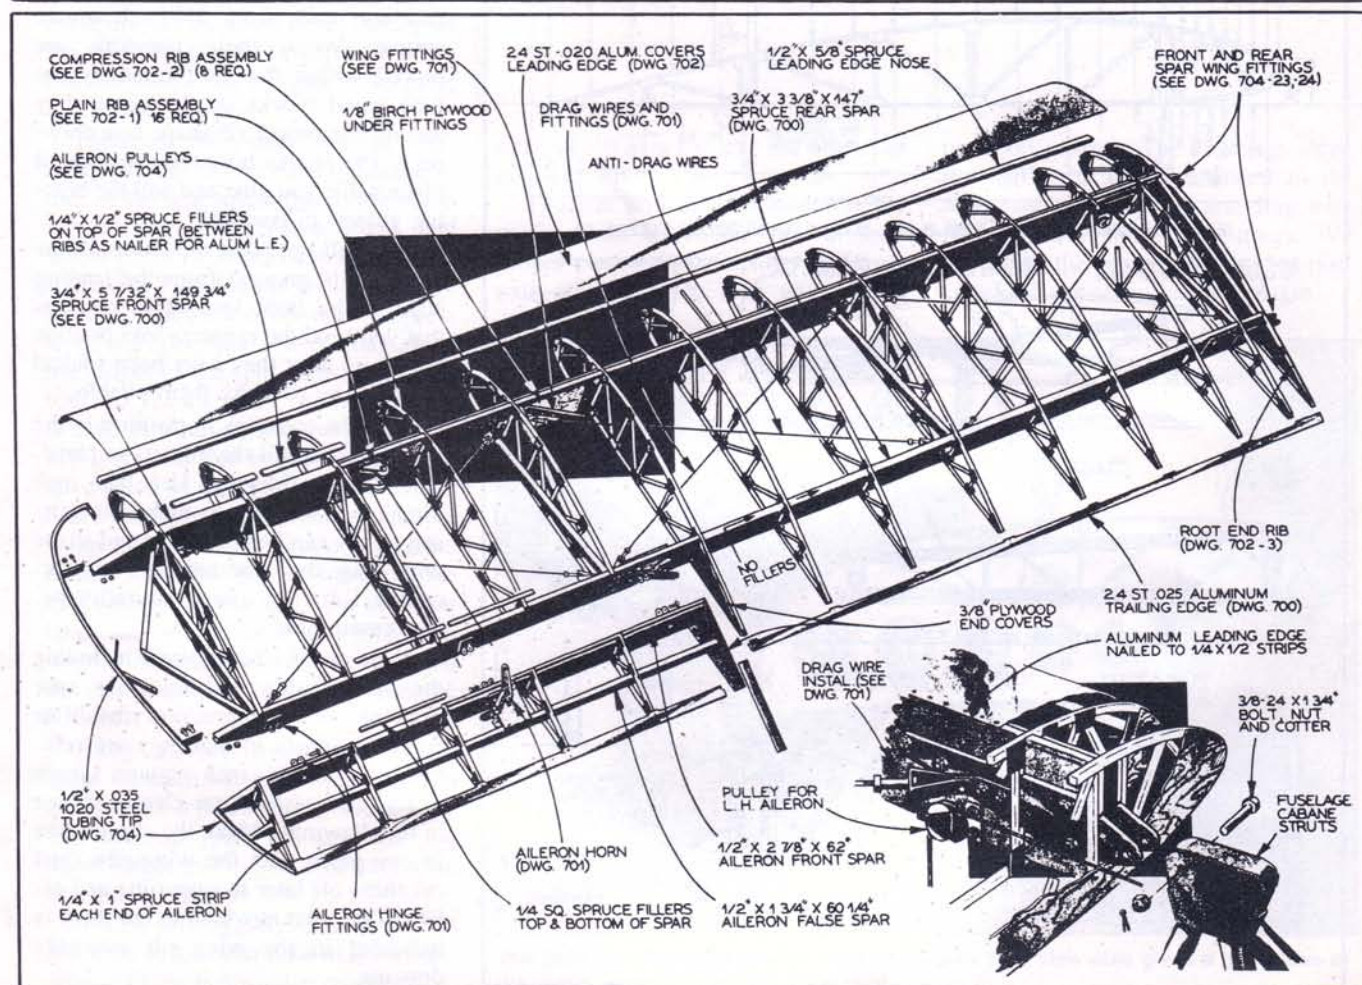 COMPRESSION RIB ASSEMBLY
(SEE DWG. 702-2) (8 REQ.)
PLAIN RIB ASSEMBLY
(SEE 702-1) 16 REQ.)
AILERON PULLEYS
(SEE DWG. 704)
1/4" X 1/2" SPRUCE FILLERS
ON TOP OF SPAR (BETWEEN
RIBS AS NAILER FOR ALUM L.E.)
3/4" X 5 7/32" X 149 3/4"
SPRUCE FRONT SPAR
(SEE DWG. 700)
WING FITTINGS
(SEE DWG. 701)
1/8" BIRCH PLYWOOD
UNDER FITTINGS
24 ST -.020 ALUM. COVERS
LEADING EDGE (DWG. 702)
DRAG WIRES AND
FITTINGS (DWG. 701)
ANTI-DRAG WIRES
1/2" X 5/8" SPRUCE
LEADING EDGE NOSE
3/4" X 3 3/8" X 147"
SPRUCE REAR SPAR
(DWG. 700)
FRONT AND REAR
SPAR WING FITTINGS
(SEE DWG. 704-23,-24)
NO FILLERS
ROOT END RIB
(DWG. 702-3)
24 ST .025 ALUMINUM
TRAILING EDGE (DWG. 700)
3/8" PLYWOOD
END COVERS
ALUMINUM LEADING EDGE
NAILED TO 1/4 X 1/2 STRIPS
DRAG WIRE
INSTAL.(SEE
DWG. 701)
3/8-24 X 1 3/4"
BOLT, NUT
AND COTTER
PULLEY FOR
L.H. AILERON
FUSELAGE
CABANE
STRUTS
1/2" X .035
1020 STEEL
TUBING TIP
(DWG. 704)
AILERON HORN
(DWG. 701)
1/2" X 2 7/8" X 62"
AILERON FRONT SPAR
1/4" X 1" SPRUCE STRIP
EACH END OF AILERON
AILERON HINGE
FITTINGS (DWG.701)
1/4 SQ. SPRUCE FILLERS
TOP & BOTTOM OF SPAR
1/2" X 1 3/4" X 60 1/4"
AILERON FALSE SPAR